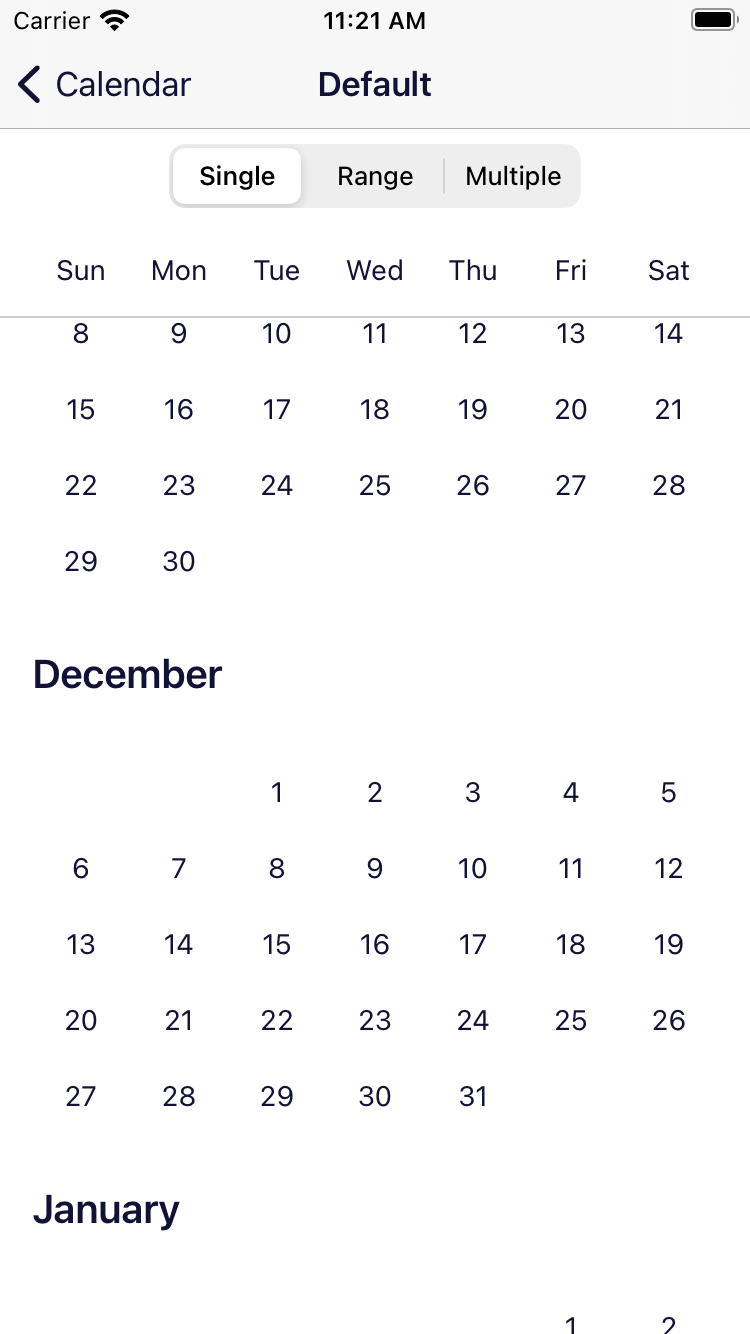 Carrier 11:21 AM
Calendar Default
Single Range Multiple
Sun Mon Tue Wed Thu Fri Sat
8 9 10 11 12 13 14
15 16 17 18 19 20 21
22 23 24 25 26 27 28
29 30
December
1 2 3 4 5
6 7 8 9 10 11 12
13 14 15 16 17 18 19
20 21 22 23 24 25 26
27 28 29 30 31
January
1 2